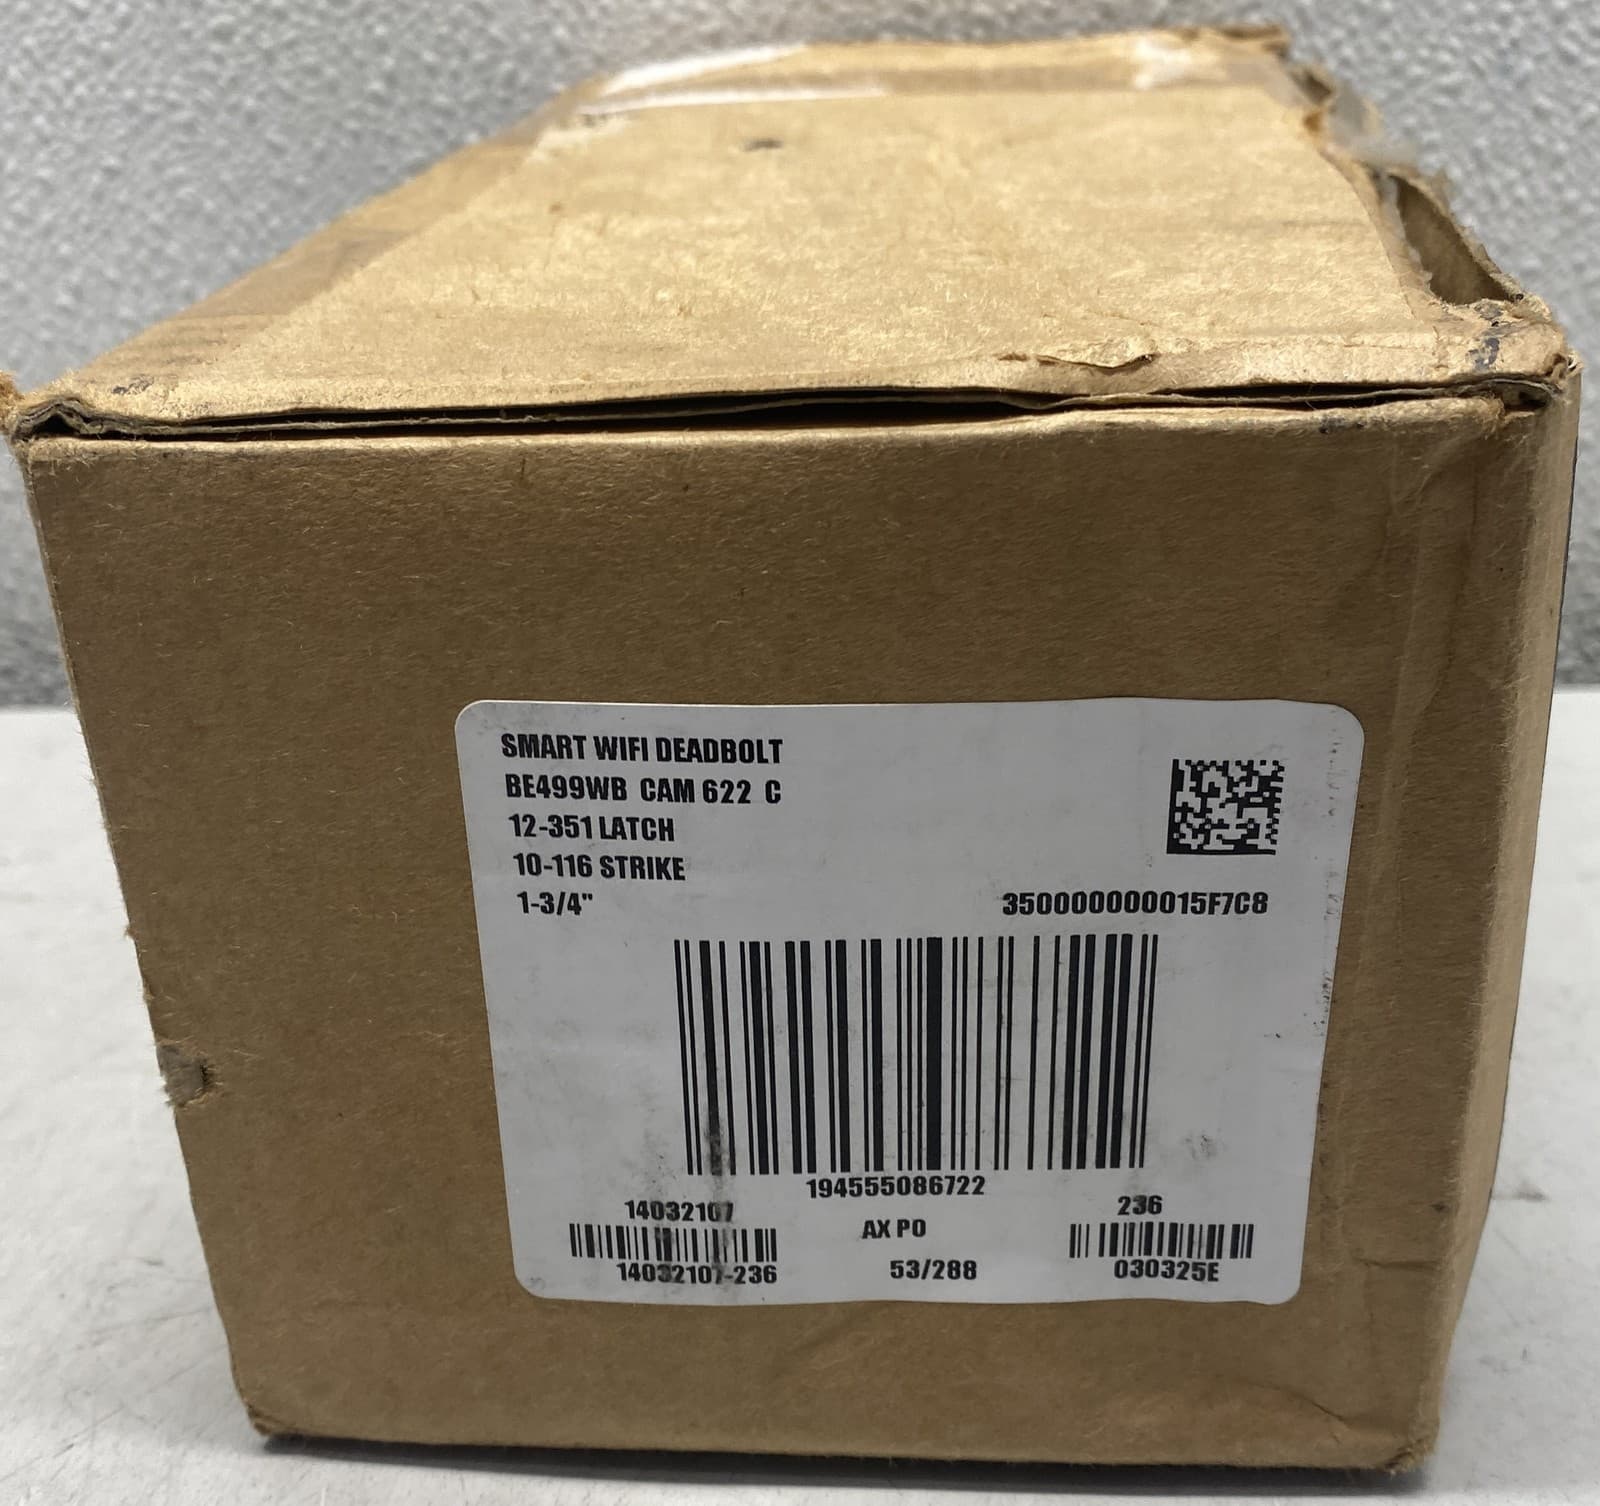 SMART WIFI DEADBOLT
BE499WB CAM 622 C
12-351 LATCH
10-116 STRIKE
1-3/4"
350000000015F7C8
194555086722
14032107
236
AX PO
14032107-236
53/288
030325E